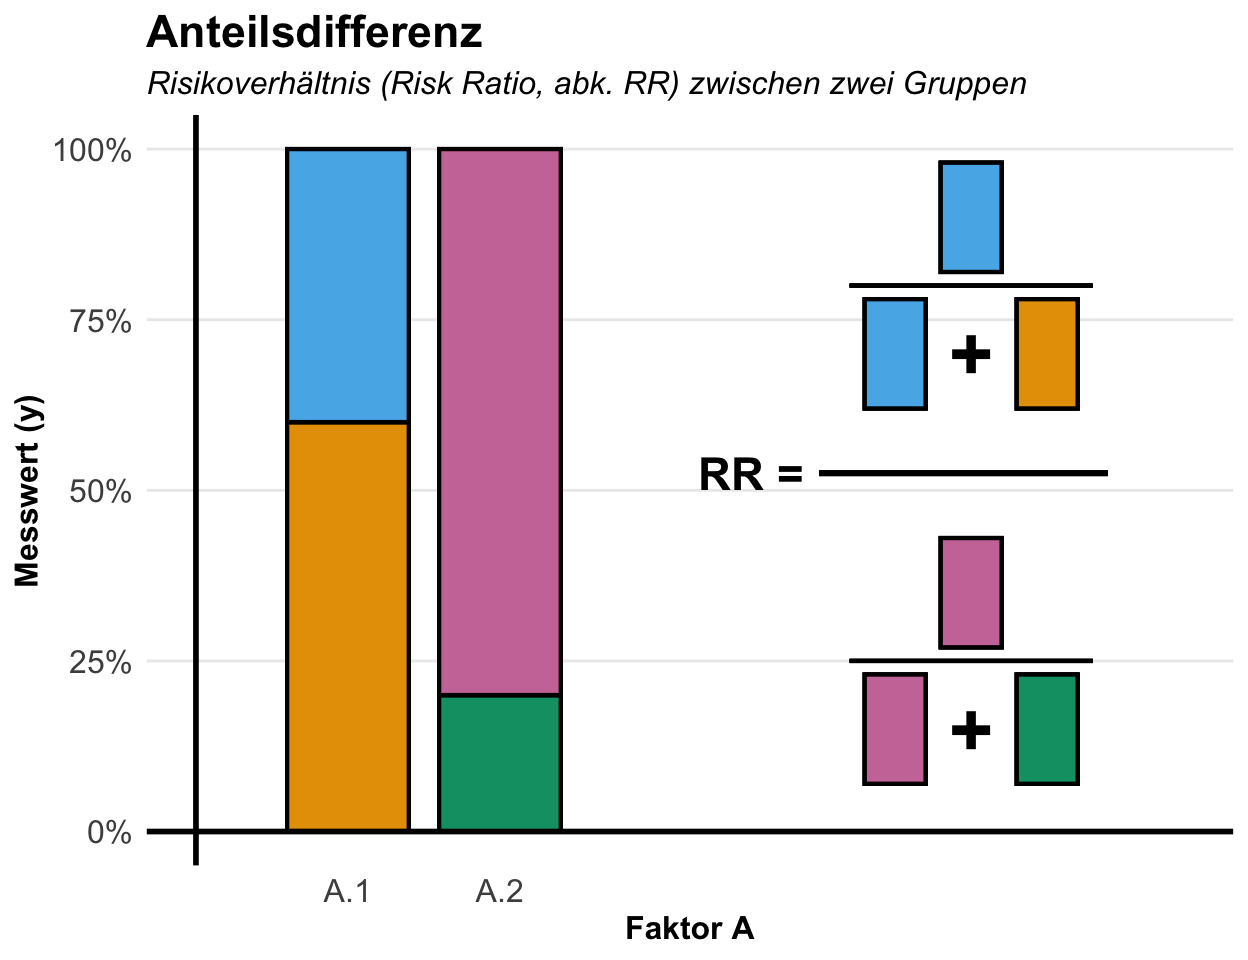 Anteilsdifferenz
Risikoverhältnis (Risk Ratio, abk. RR) zwischen zwei Gruppen
Messwert (y)
100%
75%
50%
25%
0%
A.1
A.2
Faktor A
+
RR =
+